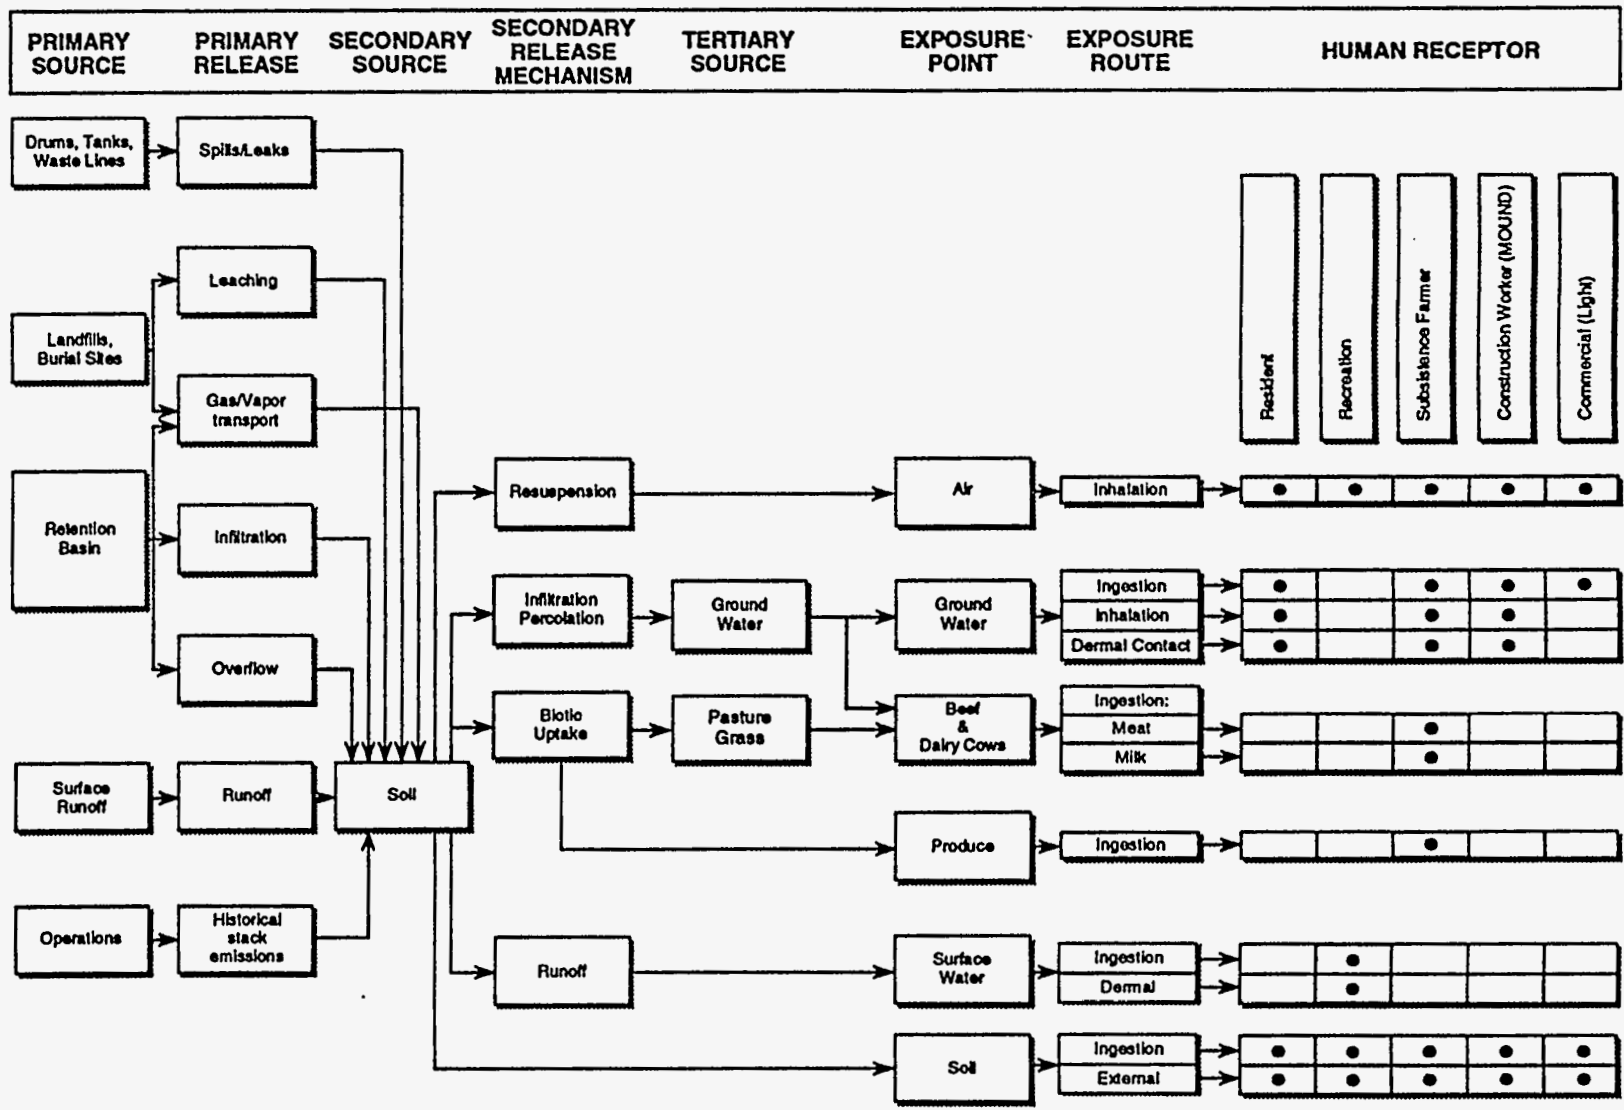 PRIMARY
SOURCE
PRIMARY
RELEASE
SECONDARY
SOURCE
SECONDARY
RELEASE
MECHANISM
TERTIARY
SOURCE
EXPOSURE
POINT
EXPOSURE
ROUTE
HUMAN RECEPTOR
Drums, Tanks,
Waste Lines
Spills/Leaks
Leaching
Landfills,
Burial Sites
Gas/Vapor
transport
Retention
Basin
Infiltration
Overflow
Surface
Runoff
Runoff
Soil
Operations
Historical
stack
emissions
Resident
Recreation
Subsistence Farmer
Construction Worker (MOUND)
Commercial (Light)
Resuspension
Air
Inhalation
Infiltration
Percolation
Ground
Water
Ground
Water
Ingestion
Inhalation
Dermal Contact
Biotic
Uptake
Pasture
Grass
Beef
&
Dairy Cows
Ingestion:
Meat
Milk
Produce
Ingestion
Runoff
Surface
Water
Ingestion
Dermal
Soil
Ingestion
External